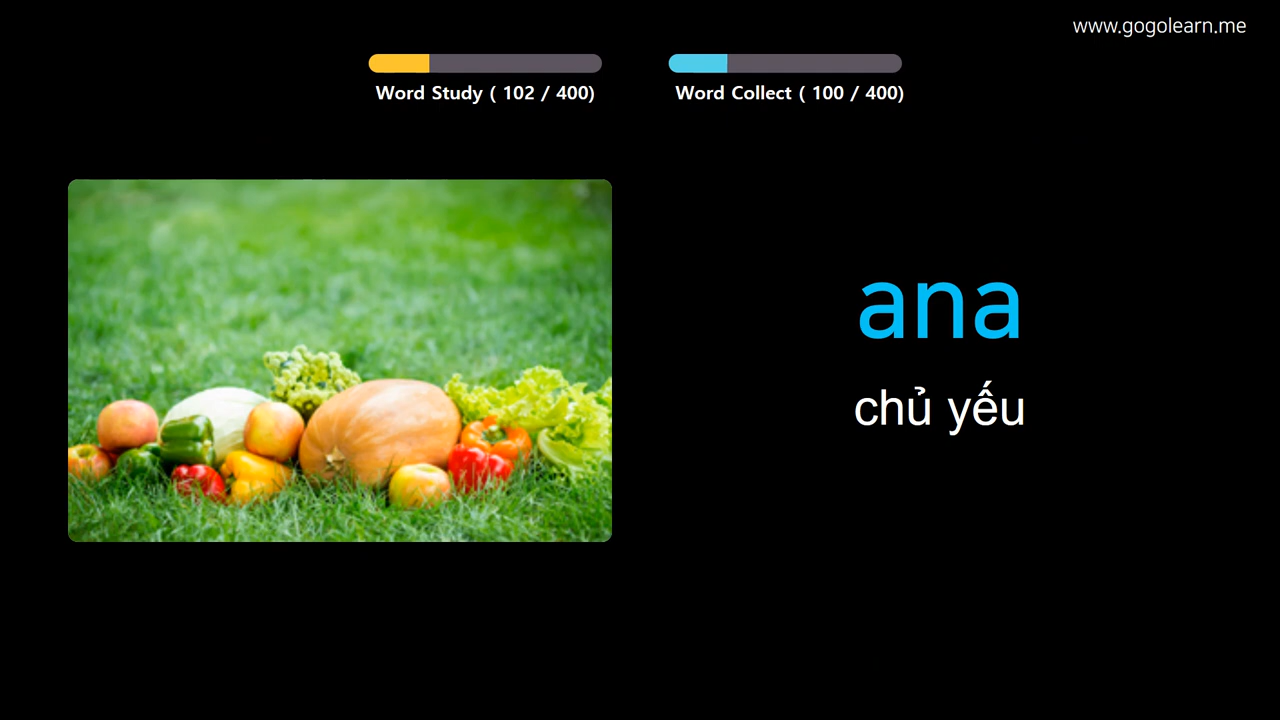 www.gogolearn.me
Word Study ( 102 / 400)
Word Collect ( 100 / 400)
ana
chủ yếu